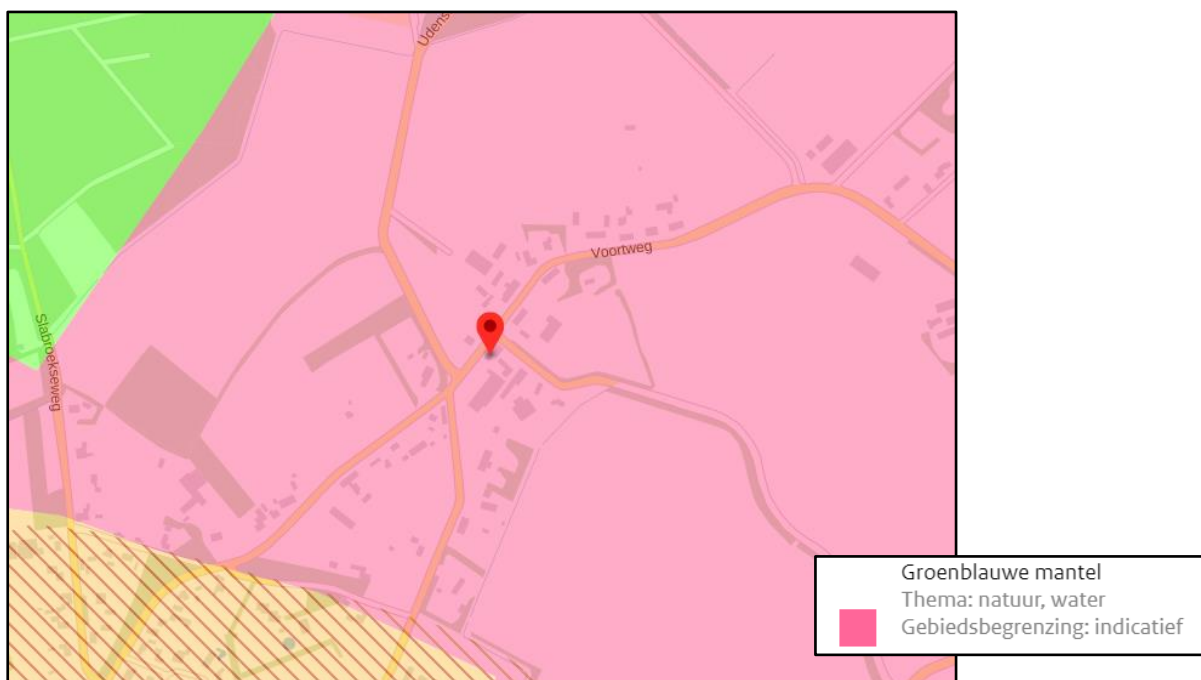 Udens
Voortweg
Slabroekseweg
Groenblauwe mantel
Thema: natuur, water
Gebiedsbegrenzing: indicatief